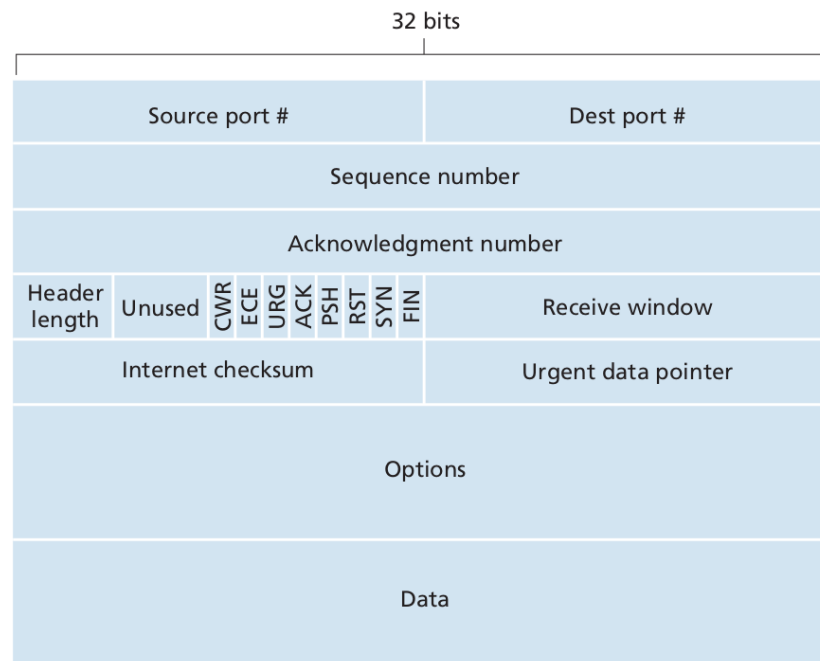 32 bits
Source port #
Dest port #
Sequence number
Acknowledgment number
Header
length
Unused
CWR
ECE
URG
ACK
PSH
RST
SYN
FIN
Receive window
Internet checksum
Urgent data pointer
Options
Data